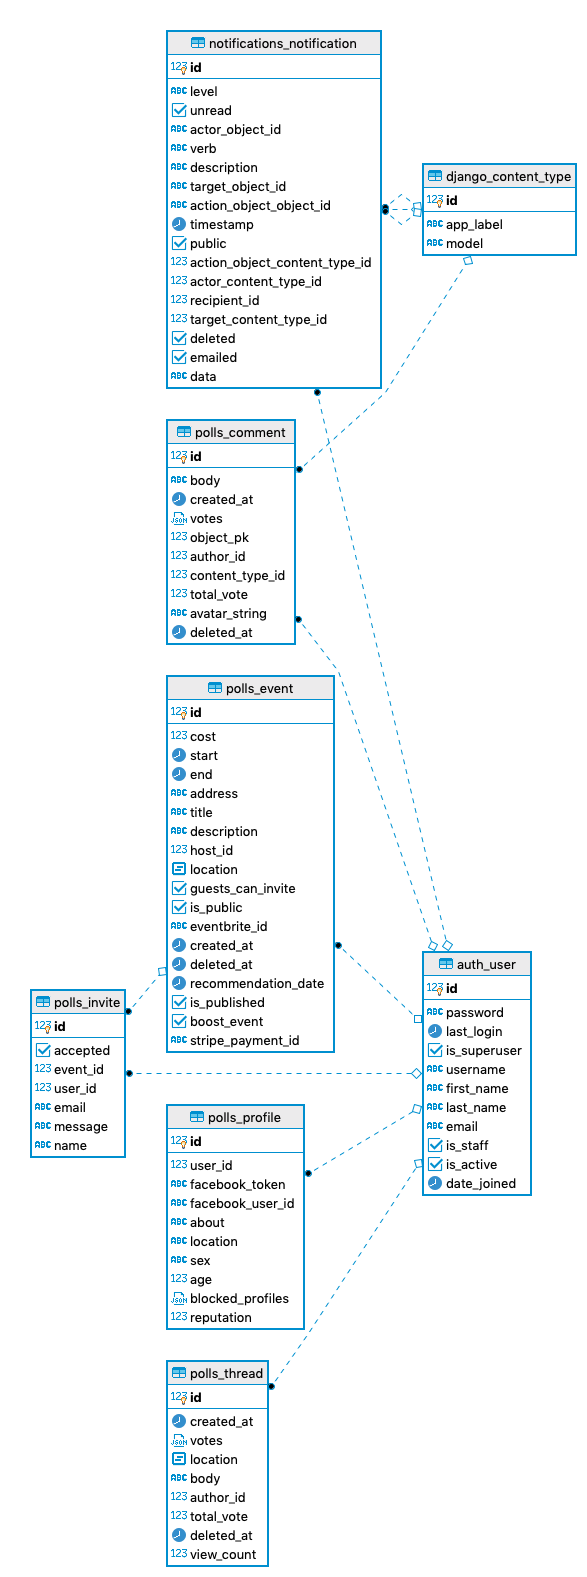 notifications_notification
123 id
ABC level
unread
ABC actor_object_id
ABC verb
ABC description
ABC target_object_id
ABC action_object_object_id
timestamp
public
123 action_object_content_type_id
123 actor_content_type_id
123 recipient_id
123 target_content_type_id
deleted
emailed
ABC data
django_content_type
123 id
ABC app_label
ABC model
polls_comment
123 id
ABC body
created_at
JSON votes
123 object_pk
123 author_id
123 content_type_id
123 total_vote
ABC avatar_string
deleted_at
polls_event
123 id
123 cost
start
end
ABC address
ABC title
ABC description
123 host_id
location
guests_can_invite
is_public
ABC eventbrite_id
created_at
deleted_at
recommendation_date
is_published
boost_event
ABC stripe_payment_id
auth_user
123 id
ABC password
last_login
is_superuser
ABC username
ABC first_name
ABC last_name
ABC email
is_staff
is_active
date_joined
polls_invite
123 id
accepted
123 event_id
123 user_id
ABC email
ABC message
ABC name
polls_profile
123 id
123 user_id
ABC facebook_token
ABC facebook_user_id
ABC about
ABC location
ABC sex
123 age
JSON blocked_profiles
123 reputation
polls_thread
123 id
created_at
JSON votes
location
ABC body
123 author_id
123 total_vote
deleted_at
123 view_count